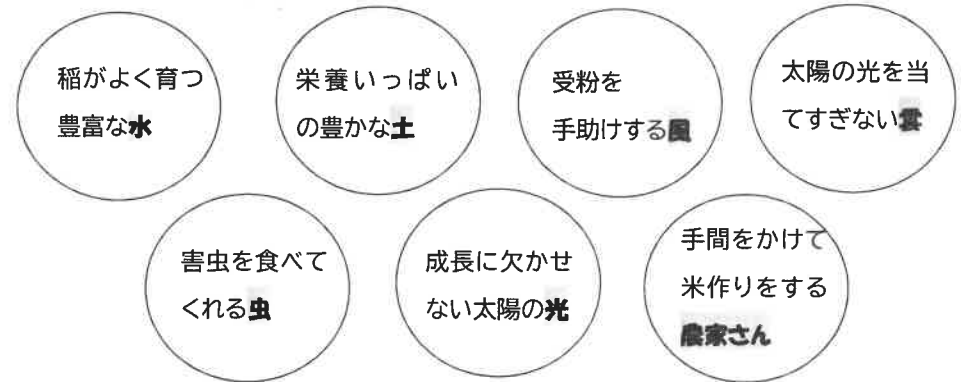 稲がよく育つ
豊富な水
栄養いっぱい
の豊かな土
受粉を
手助けする風
太陽の光を当
てすぎない雲
害虫を食べて
くれる虫
成長に欠かせ
ない太陽の光
手間をかけて
米作りをする
農家さん